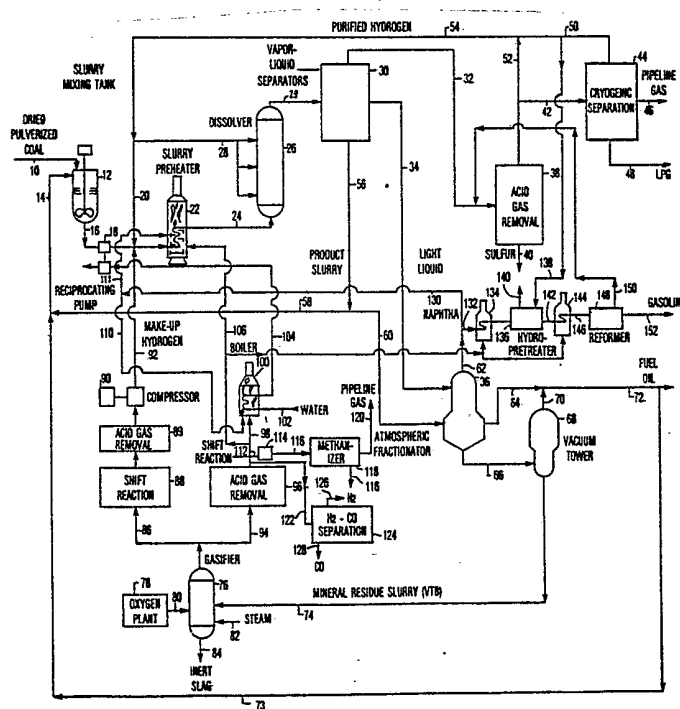 PURIFIED HYDROGEN
54
50
SLURRY
MIXING TANK
VAPOR-
LIQUID
SEPARATORS
30
32
52
44
PIPELINE
GAS
CRYOGENIC
SEPARATION
42
46
48
LPG
DRIED
PULVERIZED
COAL
10
12
14
16
18
20
DISSOLVER
29
26
28
SLURRY
PREHEATER
22
24
34
56
38
ACID
GAS
REMOVAL
SULFUR
40
138
140
150
PRODUCT
SLURRY
LIGHT
LIQUID
111
RECIPROCATING
PUMP
110
58
130
NAPHTHA
132
134
136
142
144
146
148
HYDRO-
PRETREATER
REFORMER
GASOLINE
152
MAKE-UP
HYDROGEN
92
106
104
60
BOILER
100
102
WATER
PIPELINE
GAS
120
62
36
64
70
68
FUEL
OIL
72
90
COMPRESSOR
ACID GAS
REMOVAL
89
SHIFT
REACTION
88
86
SHIFT
REACTION
98
112
114
116
METHAN-
IZER
118
116
ATMOSPHERIC
FRACTIONATOR
66
VACUUM
TOWER
ACID GAS
REMOVAL
96
94
122
126
H2
H2 - CO
SEPARATION
124
128
CO
GASIFIER
76
78
OXYGEN
PLANT
80
STEAM
82
84
INERT
SLAG
MINERAL RESIDUE SLURRY (VTB)
74
73